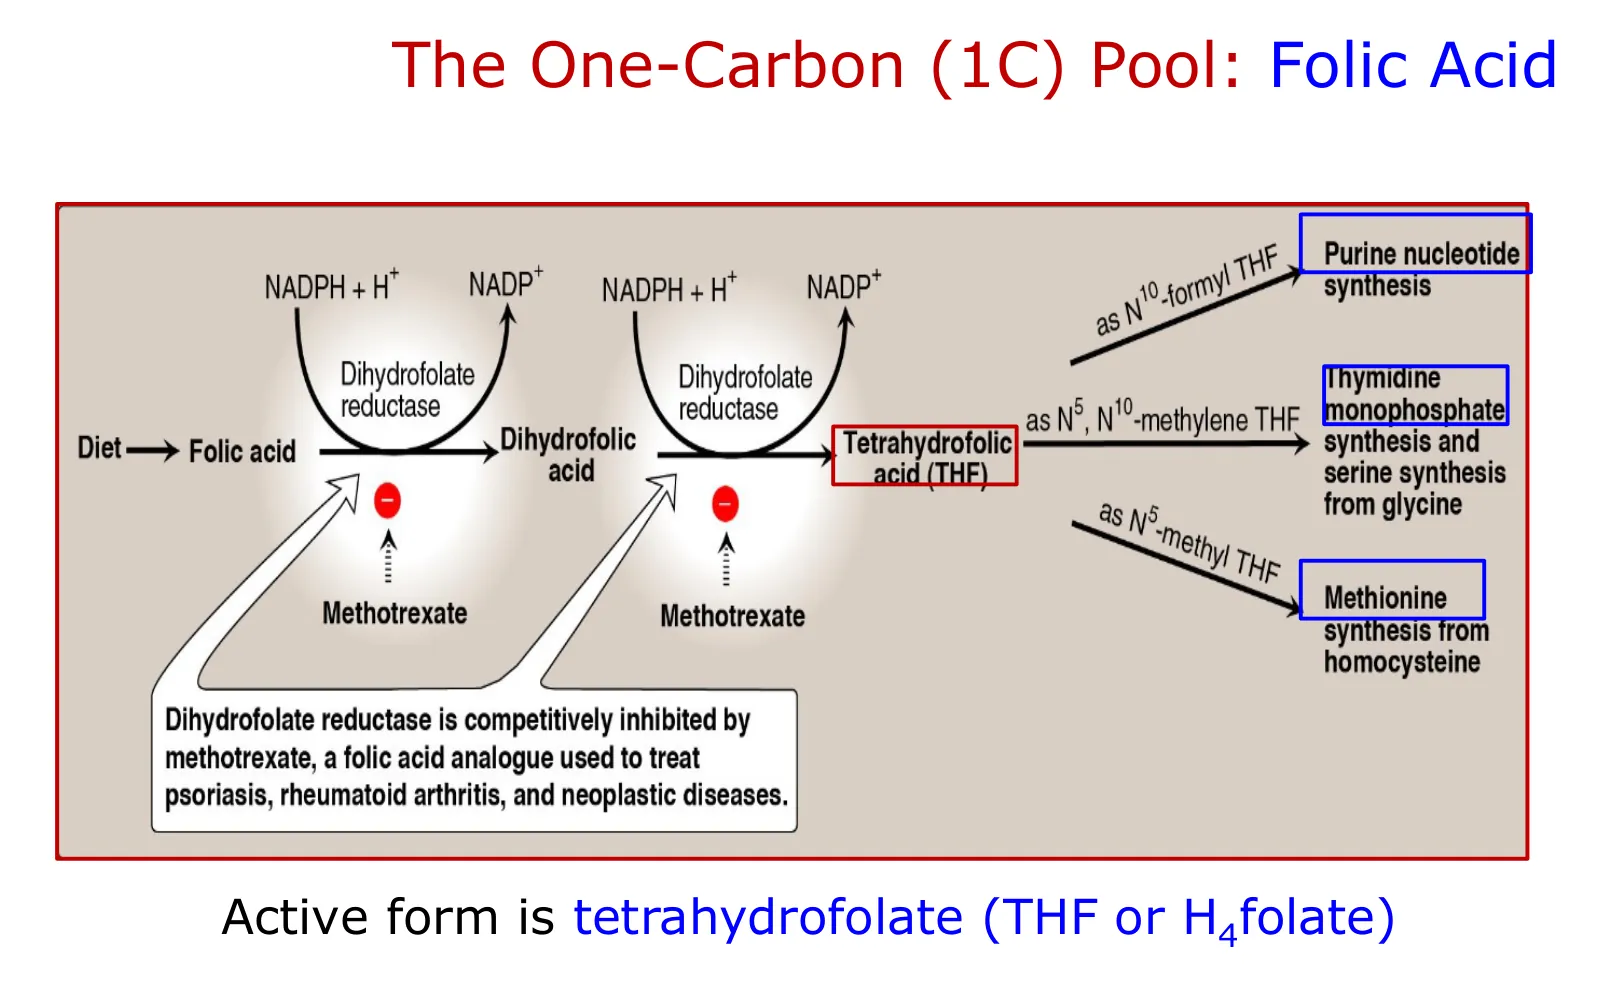 The One-Carbon (1C) Pool: Folic Acid
NADPH + H⁺
NADP⁺
Dihydrofolate
reductase
NADPH + H⁺
NADP⁺
Dihydrofolate
reductase
Diet
Folic acid
Dihydrofolic
acid
Tetrahydrofolic
acid (THF)
–
Methotrexate
–
Methotrexate
as N¹⁰-formyl THF
Purine nucleotide
synthesis
as N⁵, N¹⁰-methylene THF
Thymidine
monophosphate
synthesis and
serine synthesis
from glycine
as N⁵-methyl THF
Methionine
synthesis from
homocysteine
Dihydrofolate reductase is competitively inhibited by
methotrexate, a folic acid analogue used to treat
psoriasis, rheumatoid arthritis, and neoplastic diseases.
Active form is tetrahydrofolate (THF or H₄folate)